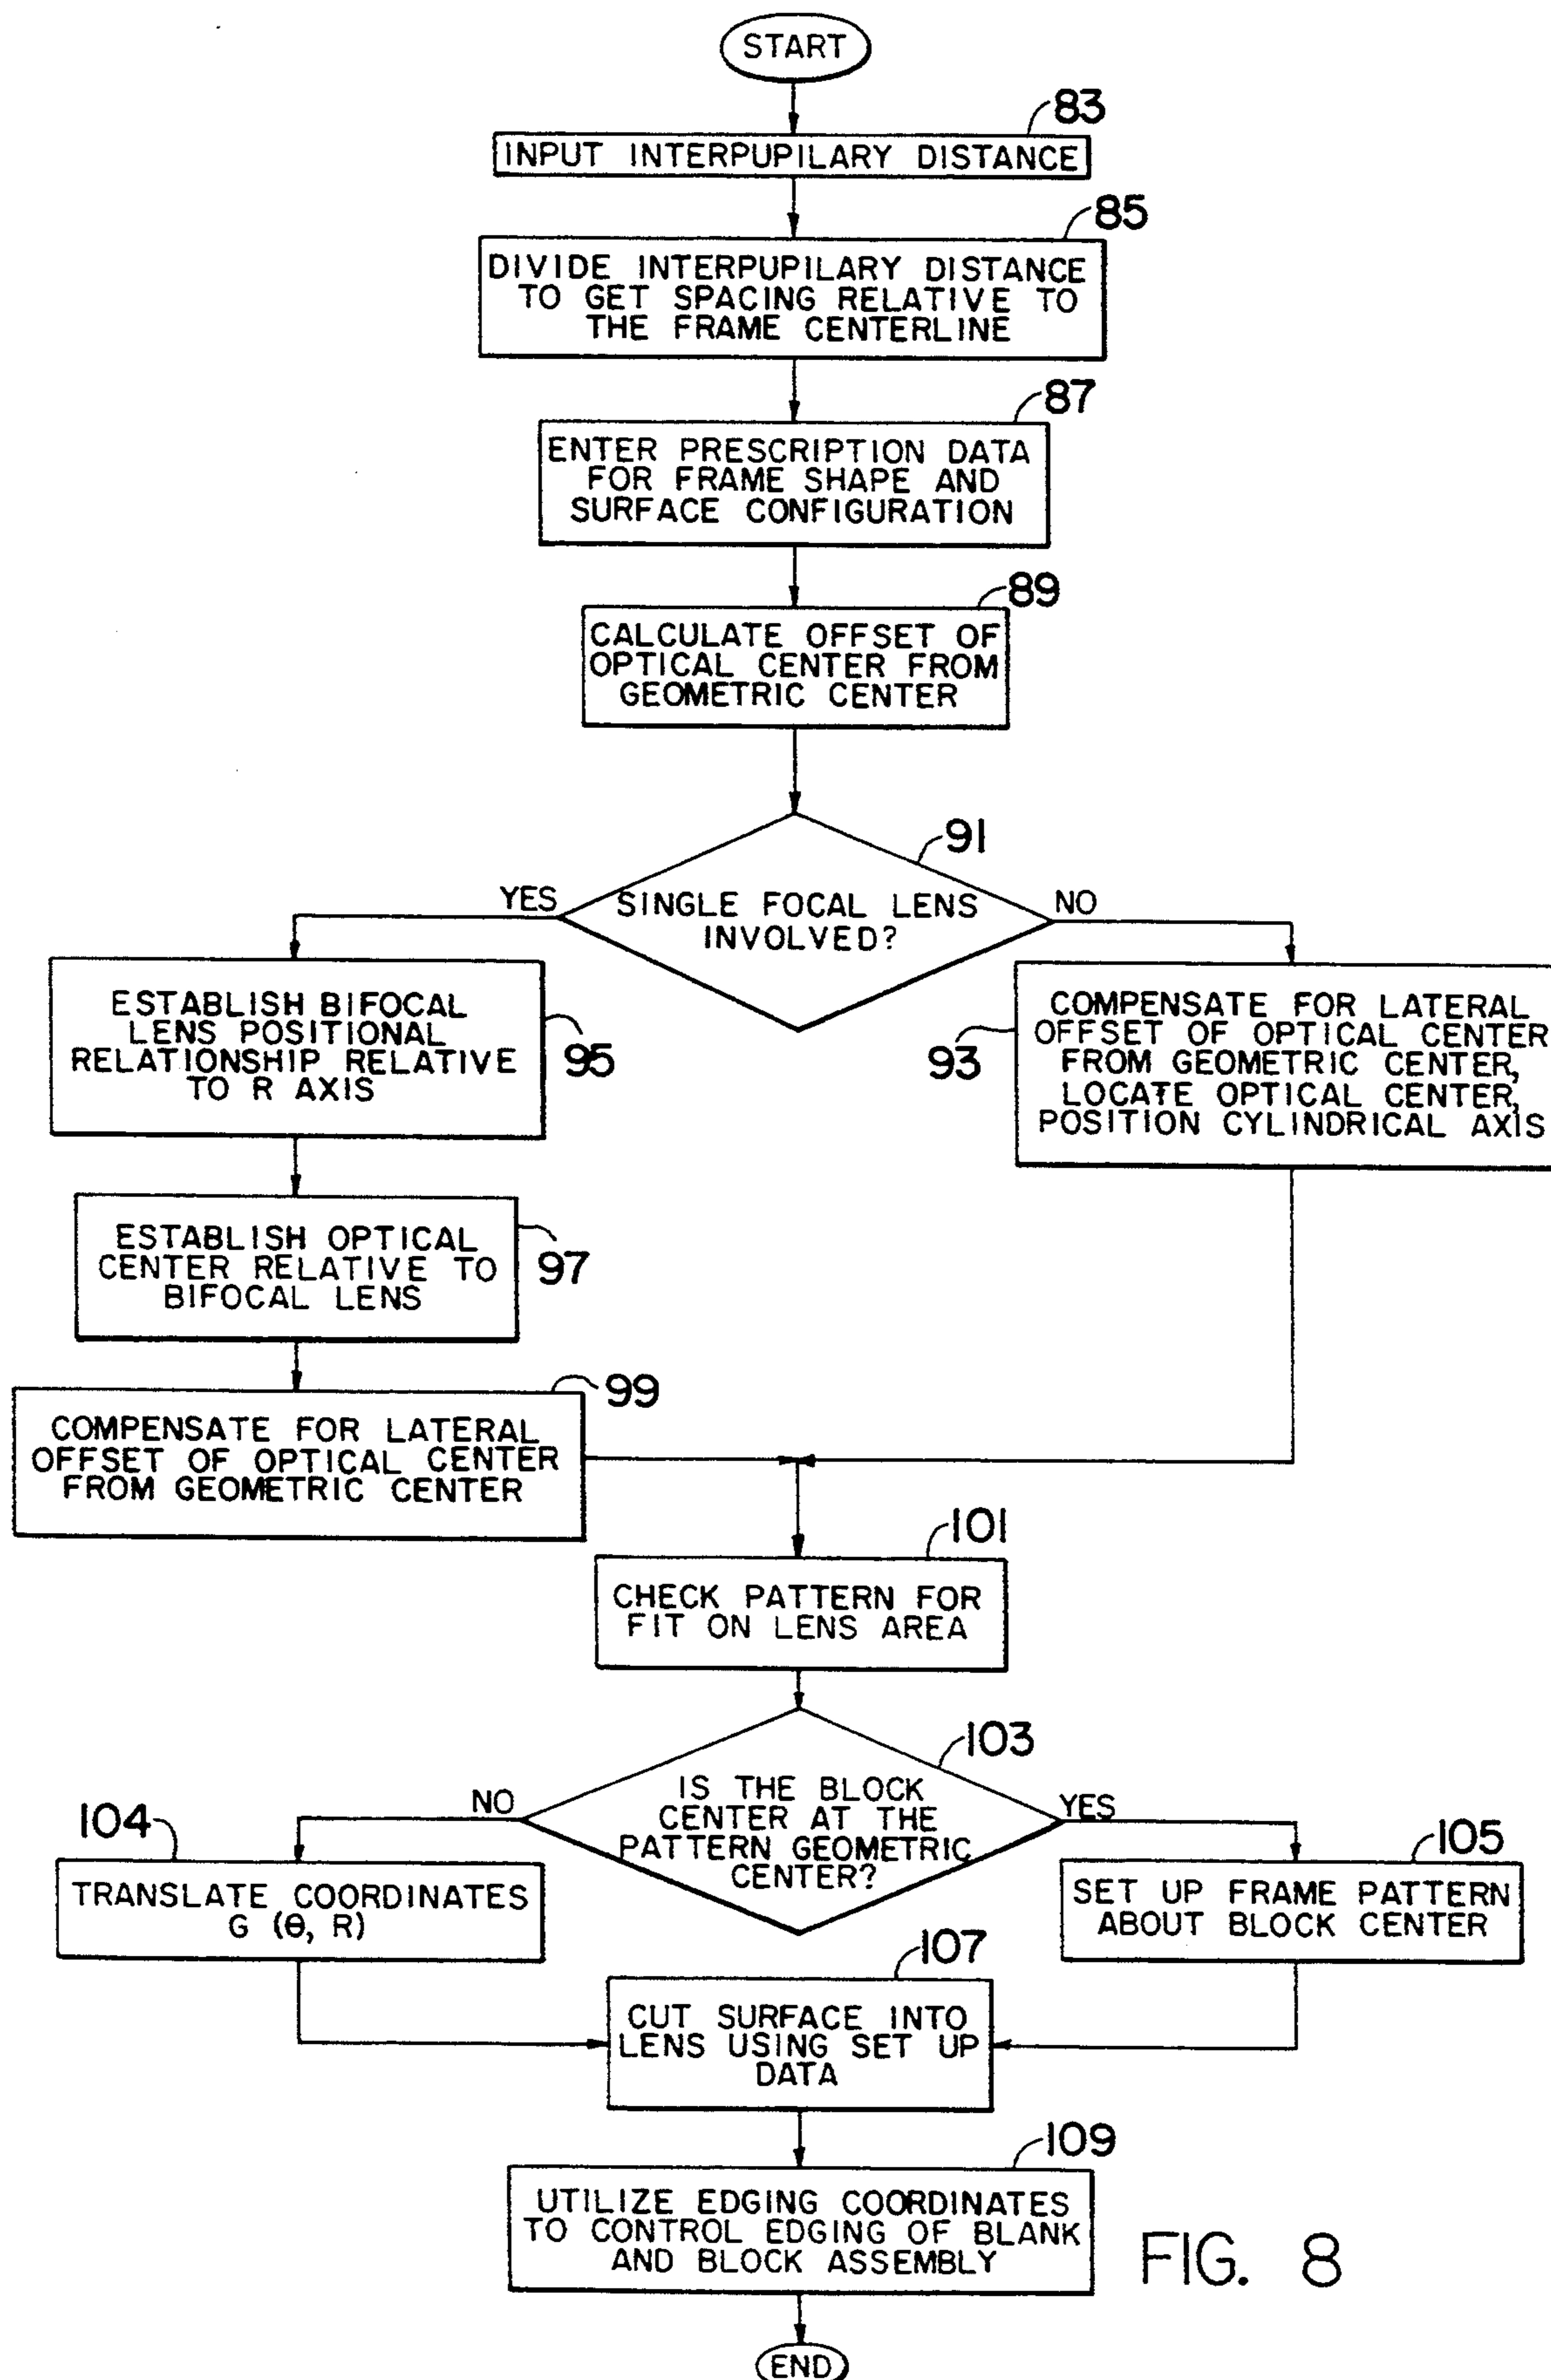 START
83
INPUT INTERPUPILARY DISTANCE
85
DIVIDE INTERPUPILARY DISTANCE
TO GET SPACING RELATIVE TO
THE FRAME CENTERLINE
87
ENTER PRESCRIPTION DATA
FOR FRAME SHAPE AND
SURFACE CONFIGURATION
89
CALCULATE OFFSET OF
OPTICAL CENTER FROM
GEOMETRIC CENTER
91
YES
SINGLE FOCAL LENS
INVOLVED?
NO
ESTABLISH BIFOCAL
LENS POSITIONAL
RELATIONSHIP RELATIVE
TO R AXIS
95
93
COMPENSATE FOR LATERAL
OFFSET OF OPTICAL CENTER
FROM GEOMETRIC CENTER,
LOCATE OPTICAL CENTER,
POSITION CYLINDRICAL AXIS
ESTABLISH OPTICAL
CENTER RELATIVE TO
BIFOCAL LENS
97
99
COMPENSATE FOR LATERAL
OFFSET OF OPTICAL CENTER
FROM GEOMETRIC CENTER
101
CHECK PATTERN FOR
FIT ON LENS AREA
103
NO
IS THE BLOCK
CENTER AT THE
PATTERN GEOMETRIC
CENTER?
YES
104
TRANSLATE COORDINATES
G (θ, R)
105
SET UP FRAME PATTERN
ABOUT BLOCK CENTER
107
CUT SURFACE INTO
LENS USING SET UP
DATA
109
UTILIZE EDGING COORDINATES
TO CONTROL EDGING OF BLANK
AND BLOCK ASSEMBLY
FIG. 8
END